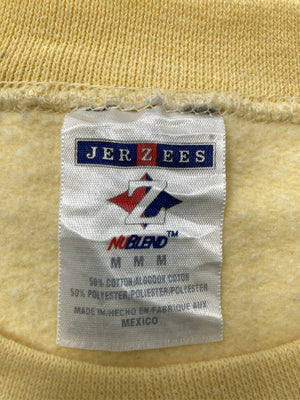 JERZEES
Z
NUBLEND™
M M M
50% COTTON/ALGODON/COTON
50% POLYESTER/POLIESTER/POLYESTER
MADE IN/HECHO EN/FABRIQUE AUX
MEXICO